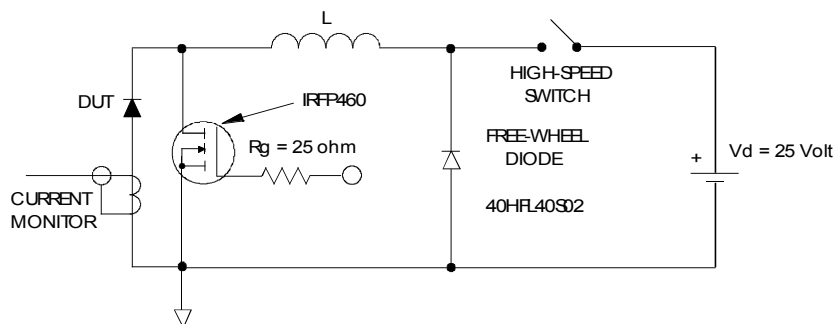 L
HIGH-SPEED
SWITCH
DUT
IRFP460
Rg = 25 ohm
FREE-WHEEL
DIODE
+
Vd = 25 Volt
40HFL40S02
CURRENT
MONITOR